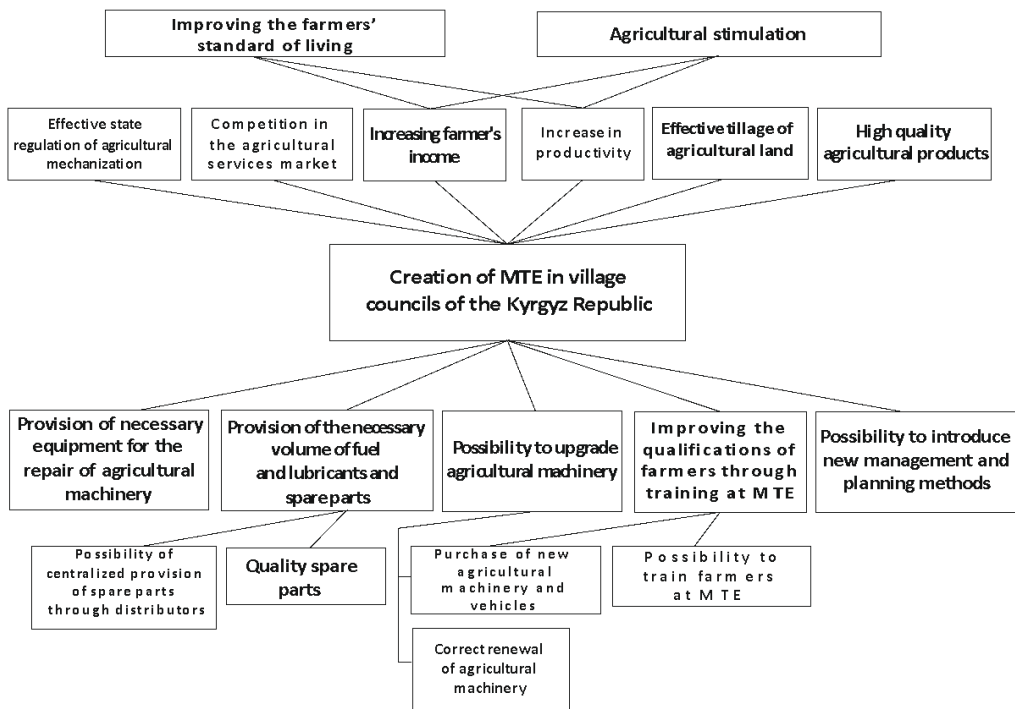 Improving the farmers’
standard of living
Agricultural stimulation
Effective state
regulation of agricultural
mechanization
Competition in
the agricultural
services market
Increasing farmer's
income
Increase in
productivity
Effective tillage of
agricultural land
High quality
agricultural products
Creation of MTE in village
councils of the Kyrgyz Republic
Provision of necessary
equipment for the
repair of agricultural
machinery
Provision of the necessary
volume of fuel
and lubricants and
spare parts
Possibility to upgrade
agricultural machinery
Improving the
qualifications of
farmers through
training at MTE
Possibility to introduce
new management and
planning methods
Possibility of
centralized provision
of spare parts
through distributors
Quality spare
parts
Purchase of new
agricultural
machinery and
vehicles
Possibility to
train farmers
at MTE
Correct renewal
of agricultural
machinery